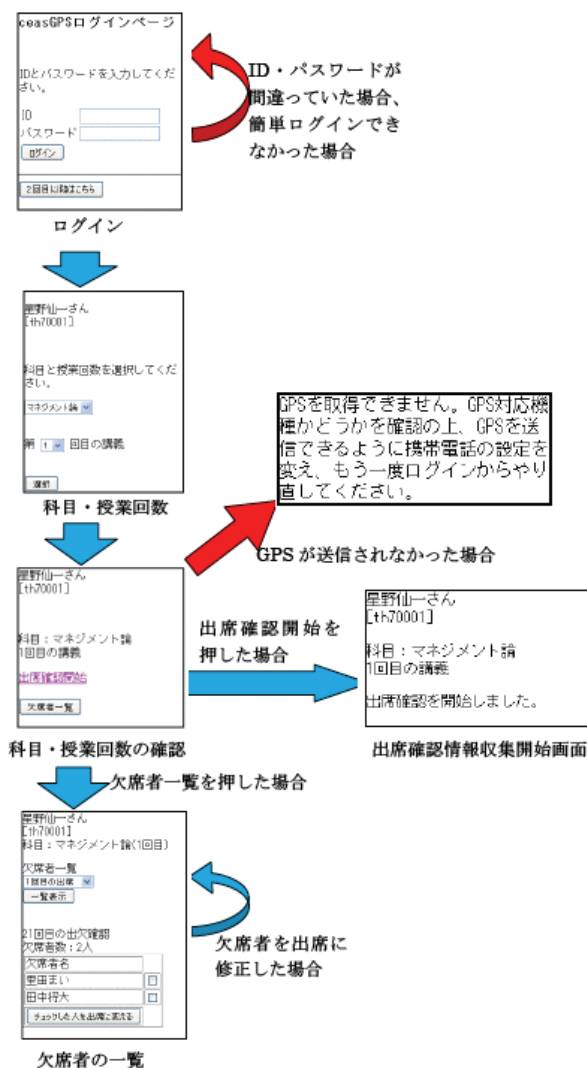 ceasGPSログインページ
IDとパスワードを入力してくだ
さい。
ID
パスワード
ログイン
2回目以降はこちら
ID・パスワードが
間違っていた場合、
簡単ログインでき
なかった場合
ログイン
星野仙一さん
[th70001]
科目と授業回数を選択してくだ
さい。
マネジメント論
第 1 回目の講義
選択
科目・授業回数
GPSを取得できません。GPS対応機
種かどうかを確認の上、GPSを送
信できるように携帯電話の設定を
変え、もう一度ログインからやり
直してください。
GPS が送信されなかった場合
星野仙一さん
[th70001]
科目：マネジメント論
1回目の講義
出席確認開始
欠席者一覧
科目・授業回数の確認
出席確認開始を
押した場合
星野仙一さん
[th70001]
科目：マネジメント論
1回目の講義
出席確認を開始しました。
出席確認情報収集開始画面
欠席者一覧を押した場合
星野仙一さん
[th70001]
科目：マネジメント論(1回目)
欠席者一覧
1回目の出席
一覧表示
21回目の出欠確認
欠席者数：2人
欠席者名
里田まい
田中将大
チェックした人を出席に変える
欠席者を出席に
修正した場合
欠席者の一覧